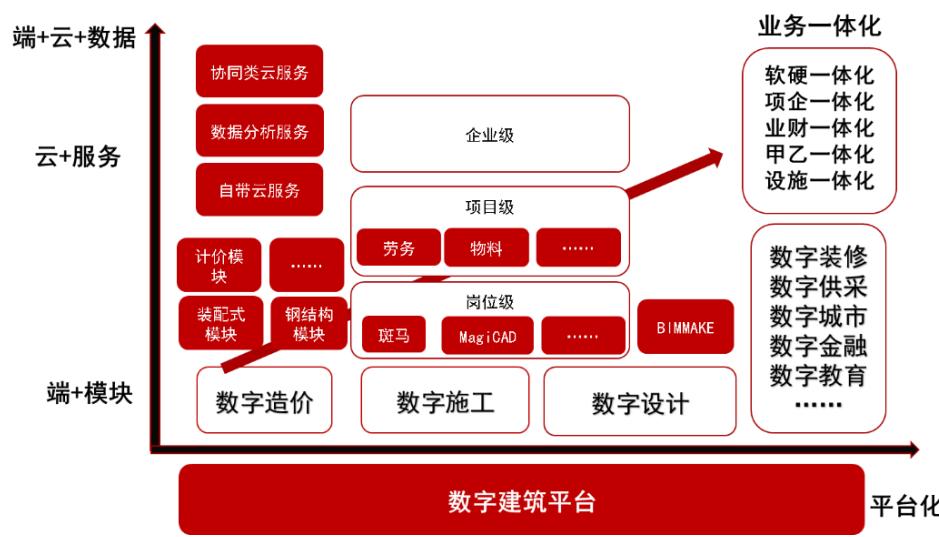 端+云+数据
业务一体化
协同类云服务
软硬一体化
项企一体化
业财一体化
甲乙一体化
设施一体化
数据分析服务
企业级
云+服务
自带云服务
项目级
劳务
物料
……
计价模
块
……
装配式
模块
钢结构
模块
岗位级
斑马
MagiCAD
……
BIMMAKE
数字装修
数字供采
数字城市
数字金融
数字教育
……
端+模块
数字造价
数字施工
数字设计
数字建筑平台
平台化